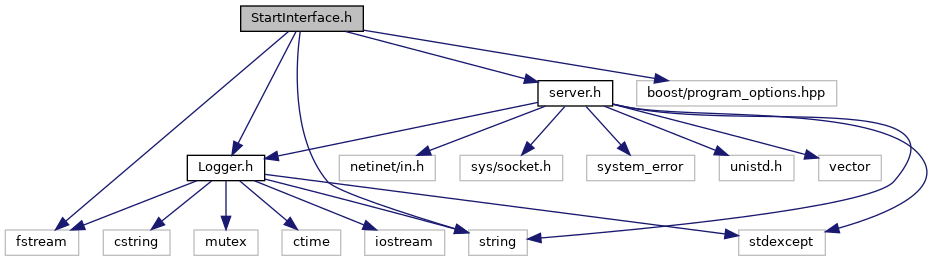 StartInterface.h
server.h
boost/program_options.hpp
Logger.h
netinet/in.h
sys/socket.h
system_error
unistd.h
vector
fstream
cstring
mutex
ctime
iostream
string
stdexcept